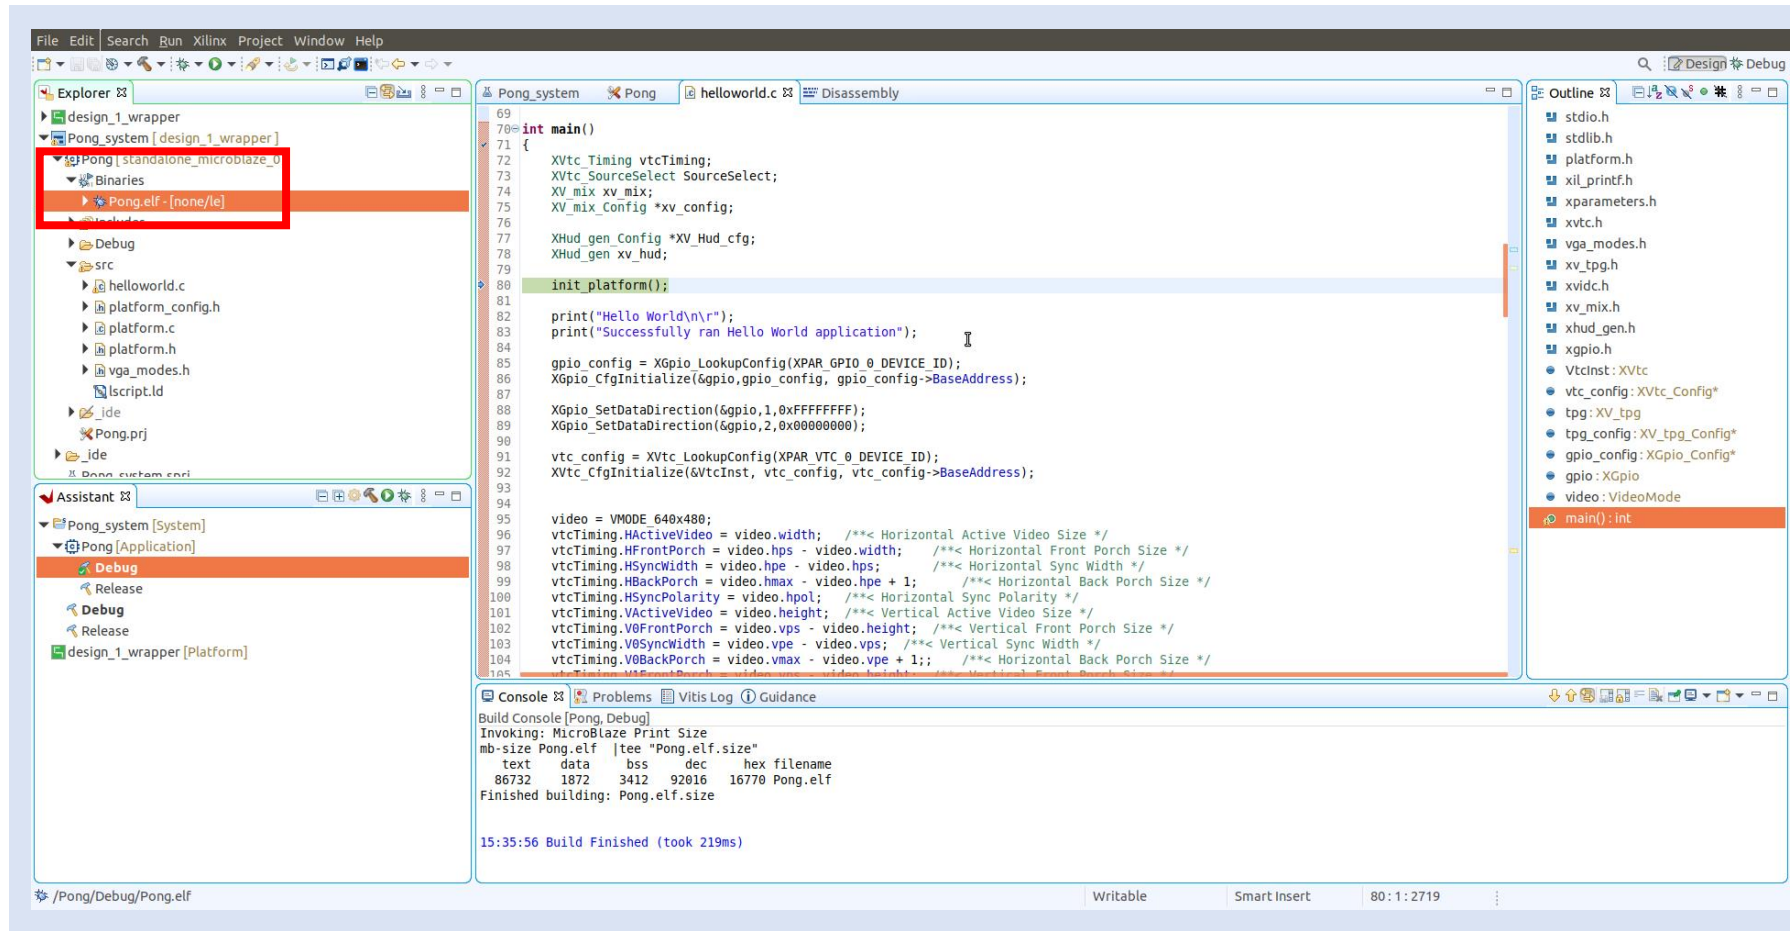 File Edit Search Run Xilinx Project Window Help
Design Debug
Explorer
design_1_wrapper
Pong_system [ design_1_wrapper ]
Pong [ standalone_microblaze_0
Binaries
Pong.elf - [none/le]
Includes
Debug
src
helloworld.c
platform_config.h
platform.c
platform.h
vga_modes.h
lscript.ld
_ide
Pong.prj
_ide
Pong_system.sprj
Assistant
Pong_system [System]
Pong [Application]
Debug
Release
Debug
Release
design_1_wrapper [Platform]
Pong_system Pong helloworld.c Disassembly
69
70 int main()
71 {
72 XVtc_Timing vtcTiming;
73 XVtc_SourceSelect SourceSelect;
74 XV_mix xv_mix;
75 XV_mix_Config *xv_config;
76
77 XHud_gen_Config *XV_Hud_cfg;
78 XHud_gen xv_hud;
79
80 init_platform();
81
82 print("Hello World\n\r");
83 print("Successfully ran Hello World application");
84
85 gpio_config = XGpio_LookupConfig(XPAR_GPIO_0_DEVICE_ID);
86 XGpio_CfgInitialize(&gpio,gpio_config, gpio_config->BaseAddress);
87
88 XGpio_SetDataDirection(&gpio,1,0xFFFFFFFF);
89 XGpio_SetDataDirection(&gpio,2,0x00000000);
90
91 vtc_config = XVtc_LookupConfig(XPAR_VTC_0_DEVICE_ID);
92 XVtc_CfgInitialize(&VtcInst, vtc_config, vtc_config->BaseAddress);
93
94
95 video = VMODE_640x480;
96 vtcTiming.HActiveVideo = video.width; /**< Horizontal Active Video Size */
97 vtcTiming.HFrontPorch = video.hps - video.width; /**< Horizontal Front Porch Size */
98 vtcTiming.HSyncWidth = video.hpe - video.hps; /**< Horizontal Sync Width */
99 vtcTiming.HBackPorch = video.hmax - video.hpe + 1; /**< Horizontal Back Porch Size */
100 vtcTiming.HSyncPolarity = video.hpol; /**< Horizontal Sync Polarity */
101 vtcTiming.VActiveVideo = video.height; /**< Vertical Active Video Size */
102 vtcTiming.V0FrontPorch = video.vps - video.height; /**< Vertical Front Porch Size */
103 vtcTiming.V0SyncWidth = video.vpe - video.vps; /**< Vertical Sync Width */
104 vtcTiming.V0BackPorch = video.vmax - video.vpe + 1;; /**< Horizontal Back Porch Size */
105 vtcTiming.V1FrontPorch = video.vps - video.height; /**< Vertical Front Porch Size */
Outline
stdio.h
stdlib.h
platform.h
xil_printf.h
xparameters.h
xvtc.h
vga_modes.h
xv_tpg.h
xvidc.h
xv_mix.h
xhud_gen.h
xgpio.h
VtcInst : XVtc
vtc_config : XVtc_Config*
tpg : XV_tpg
tpg_config : XV_tpg_Config*
gpio_config : XGpio_Config*
gpio : XGpio
video : VideoMode
main() : int
Console Problems Vitis Log Guidance
Build Console [Pong, Debug]
Invoking: MicroBlaze Print Size
mb-size Pong.elf |tee "Pong.elf.size"
text data bss dec hex filename
86732 1872 3412 92016 16770 Pong.elf
Finished building: Pong.elf.size
15:35:56 Build Finished (took 219ms)
/Pong/Debug/Pong.elf
Writable Smart Insert 80 : 1 : 2719